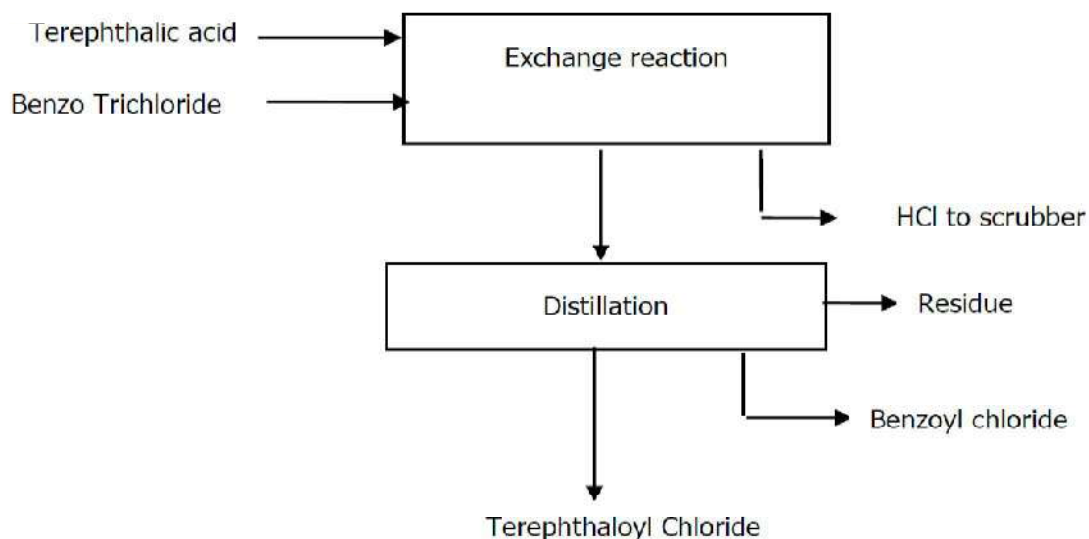 Terephthalic acid
Exchange reaction
Benzo Trichloride
HCl to scrubber
Distillation
Residue
Benzoyl chloride
Terephthaloyl Chloride